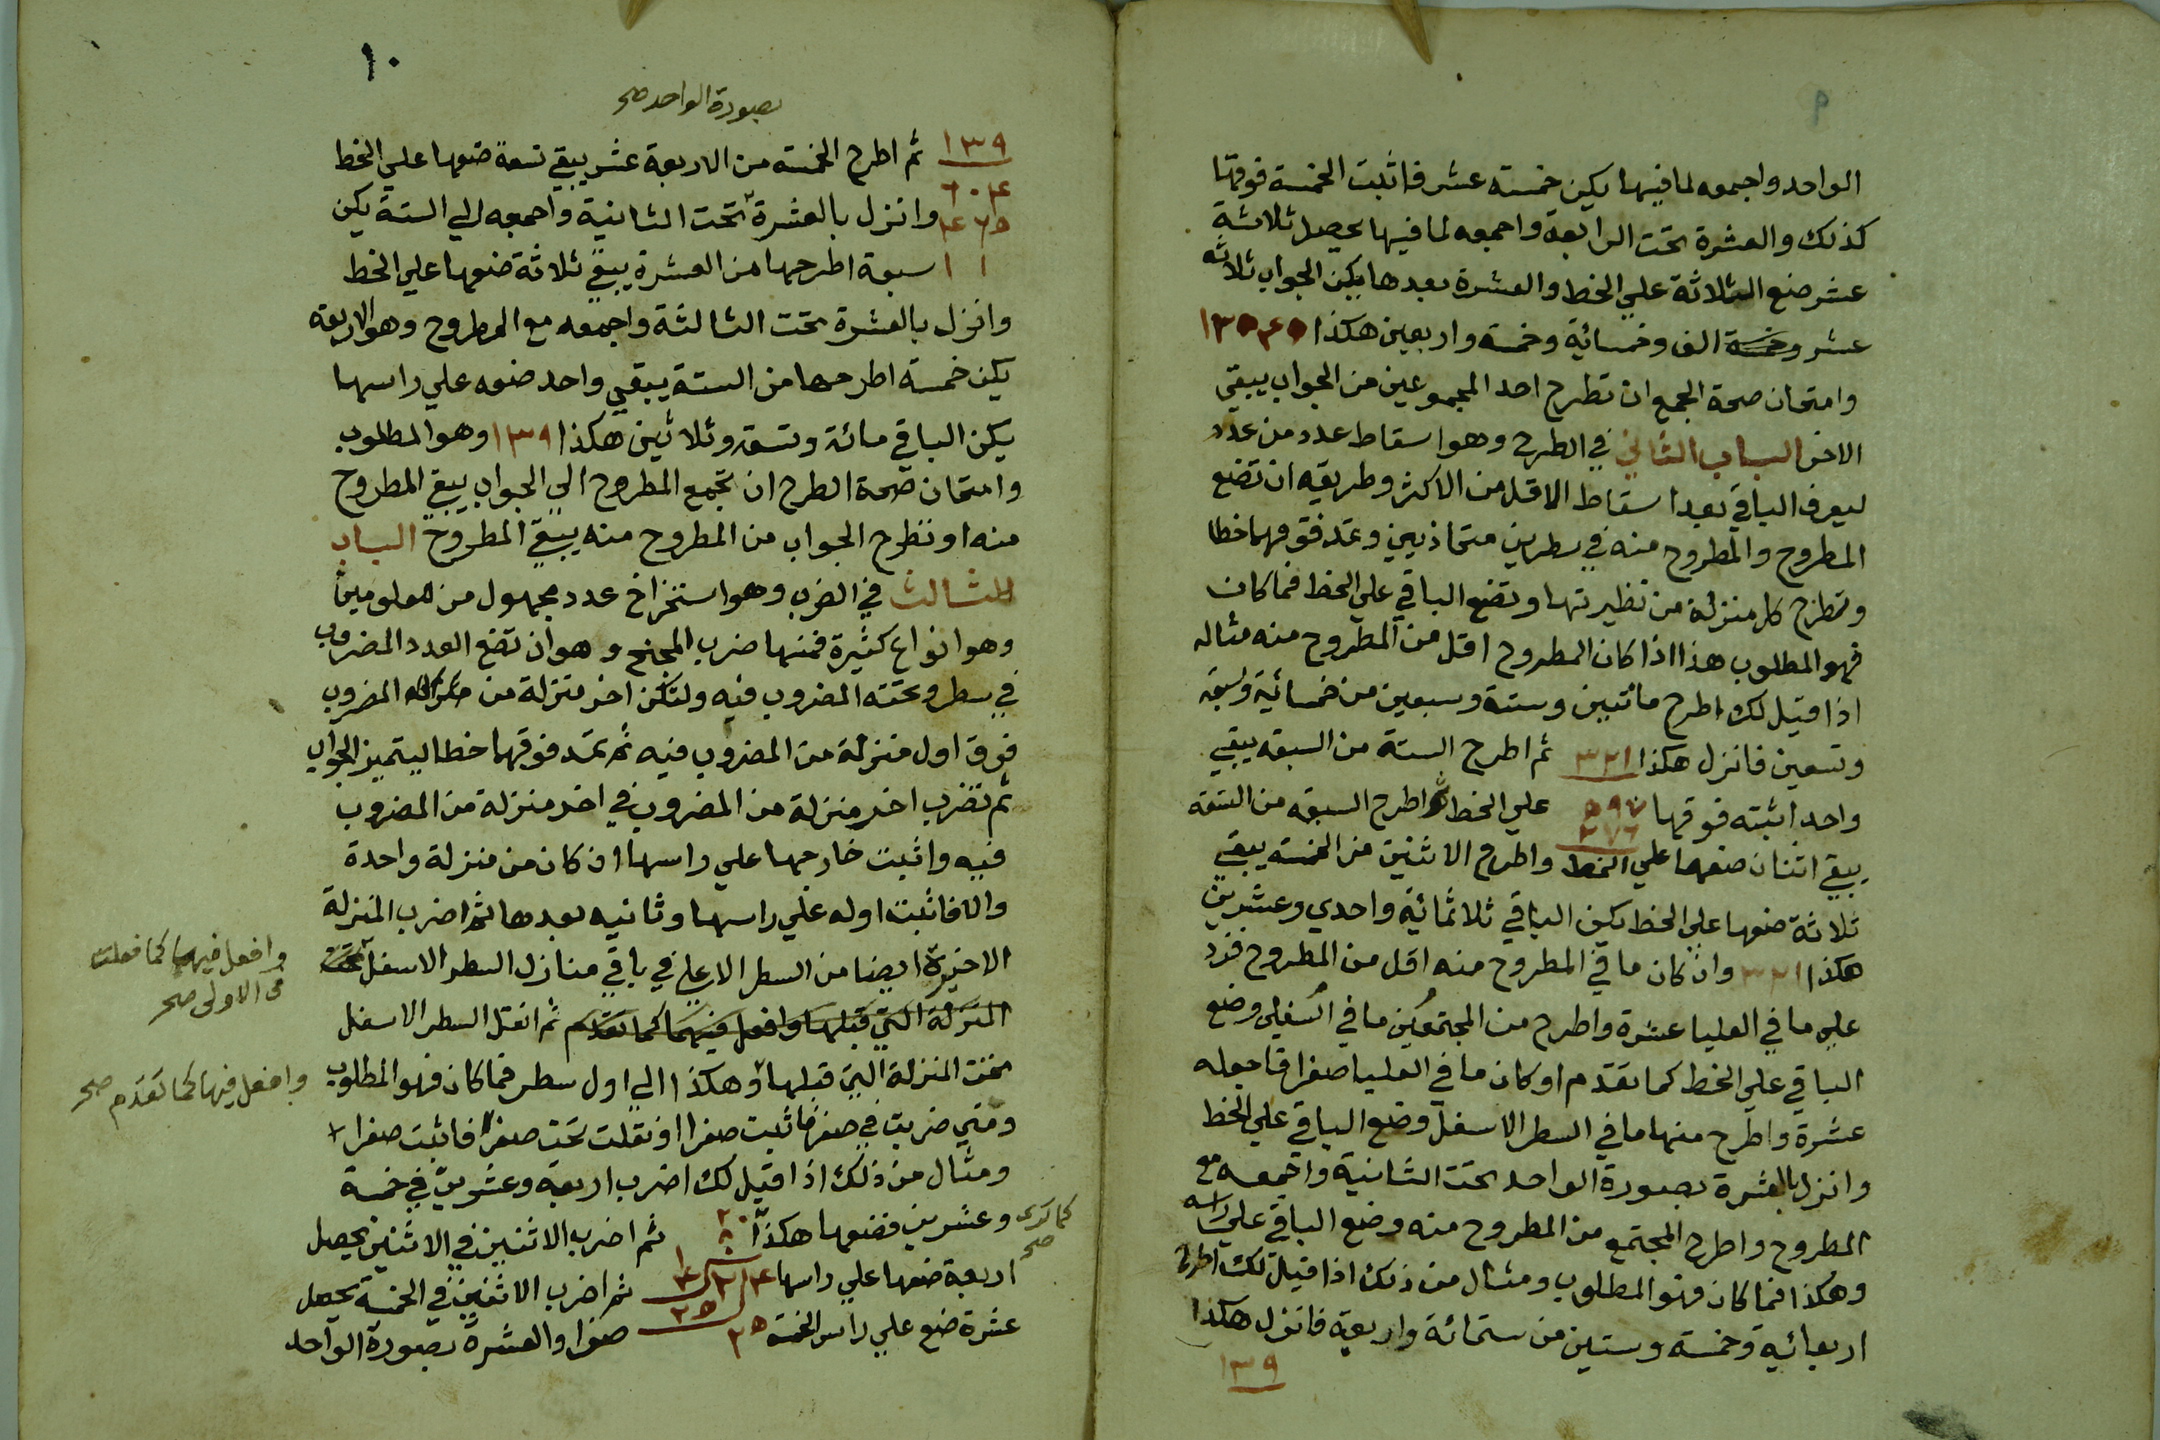 ٩
الواحد واجمعه لما فيها يكن خمسة عشر فاثبت الخمسة فوقها
كذلك والعشرة تحت الرابعة واجمعه لما فيها يحصل ثلاثة
عشر ضع الثلاثة علي الخط والعشرة بعدها يكن الجواب ثلاثه
عشر وخمسة الف وخمسمائة وخمسة واربعين هكذا ١٣٥٤٥
وامتحان صحة الجمع ان تطرح احد المجموعين من الجواب يبقي
الاخر الباب الثاني في الطرح وهو اسقاط عدد من عدد
ليعرف الباقي بعد اسقاط الاقل من الاكثر وطريقه ان تضع
المطروح والمطروح منه في سطرين متحاذيين وتمد فوقهما خطا
وتطرح كل منزلة من نظيرتها وتضع الباقي علي الخط فما كان
فهو المطلوب هذا اذا كان المطروح اقل من المطروح منه مثاله
اذا قيل لك اطرح مائتين وستة وسبعين من خمسمائة وسبعة
وتسعين فانزل هكذا ٣٢١ ثم اطرح الستة من السبعة يبقي
واحد اثبته فوقها ٥٩٧ علي الخط واطرح السبعه من التسعة
٢٧٦
يبقي اثنان ضعهما علي الخط واطرح الاثنين من الخمسة يبقي
ثلاثة ضعها علي الخط يكن الباقي ثلاثمائة واحدي وعشرين
هكذا ٣٢١ وان كان ما في المطروح منه اقل من المطروح فزد
علي ما في العليا عشرة واطرح من المجتمع ما في السفلي وضع
الباقي علي الخط كما تقدم او كان ما في العليا صفرا فاجعله
عشرة واطرح منها ما في السطر الاسفل وضع الباقي علي الخط
وانزل بالعشرة بصورة الواحد تحت الثانية واجمعه مع
المطروح واطرح المجتمع من المطروح منه وضع الباقي علي راسه
وهكذا فما كان فهو المطلوب ومثال من ذلك اذا قيل لك اطرح
اربعمائة وخمسة وستين من ستمائة واربعة فانزل هكذا
١٣٩
١٠
بصورة الواحد صح
١٣٩ ثم اطرح الخمسة من الاربعة عشر يبقي تسعة ضعها علي الخط
٦٠٤
٤٦٥ وانزل بالعشرة تحت الثانية واجمعه الي الستة يكن
١ ١ سبعة اطرحها من العشرة يبقي ثلاثة ضعها علي الخط
وانزل بالعشرة تحت الثالثة واجمعه مع المطروح وهو الاربعة
يكن خمسة اطرحها من الستة يبقي واحد ضعه علي راسها
يكن الباقي مائة وتسعة وثلاثين هكذا ١٣٩ وهو المطلوب
وامتحان صحة الطرح ان تجمع المطروح الي الجواب يبقي المطروح
منه او تطرح الجواب من المطروح منه يبقي المطروح الباب
الثالث في الضرب وهو استخراج عدد مجهول من معلومين
وهو انواع كثيرة فمنها ضرب المجنح وهو ان تضع العدد المضروب
في سطر وتحته المضروب فيه ولتكن اخر منزلة من المضروب
فوق اول منزلة من المضروب فيه ثم تمد فوقها خطا ليتميز الجواب
ثم تضرب اخر منزلة من المضروب في اخر منزلة من المضروب
فيه واثبت خارجها علي راسها ان كان من منزلة واحدة
والا فاثبت اوله علي راسها وثانيه بعدها ثم اضرب المنزلة
الاخيرة ايضا من السطر الاعلي في باقي منازل السطر الاسفل تحت
المنزلة التي قبلها وافعل فيها كما تقدم ثم انقل السطر الاسفل
تحت المنزلة التي قبلها وهكذا الي اول سطر فما كان فهو المطلوب
ومتي ضربت في صفر فاثبت صفرا او نقلت تحت صفر فاثبت صفرا
ومثال من ذلك اذا قيل لك اضرب اربعة وعشرين في خمسة
وعشرين فضعها هكذا ثم اضرب الاثنين في الاثنين يحصل
اربعة ضعها علي راسها ثم اضرب الاثنين في الخمسة يحصل
عشرة ضع علي راس الخمسة صفرا والعشرة بصورة الواحد
٢٥
وافعل فيها كما فعلت
في الاولى صح
وافعل فيها كما تقدم صح
كما ترى
صح